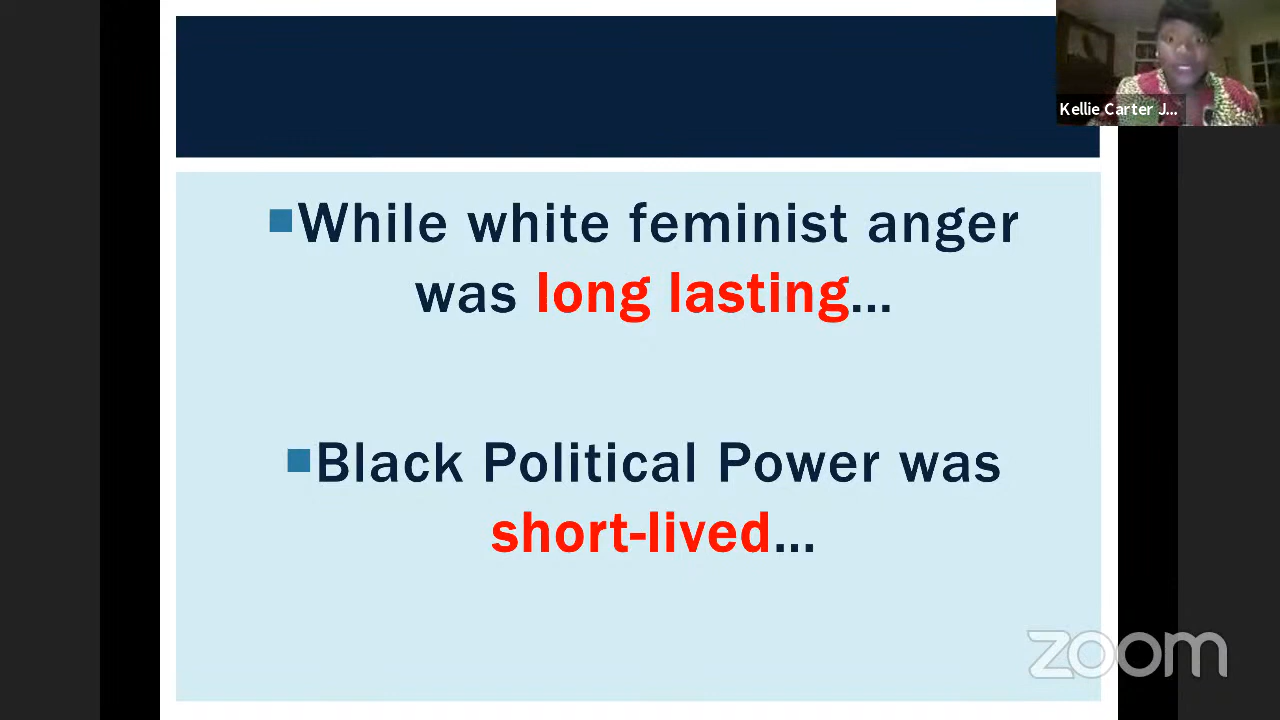 Kellie Carter J...
While white feminist anger
was long lasting...
Black Political Power was
short-lived...
zoom